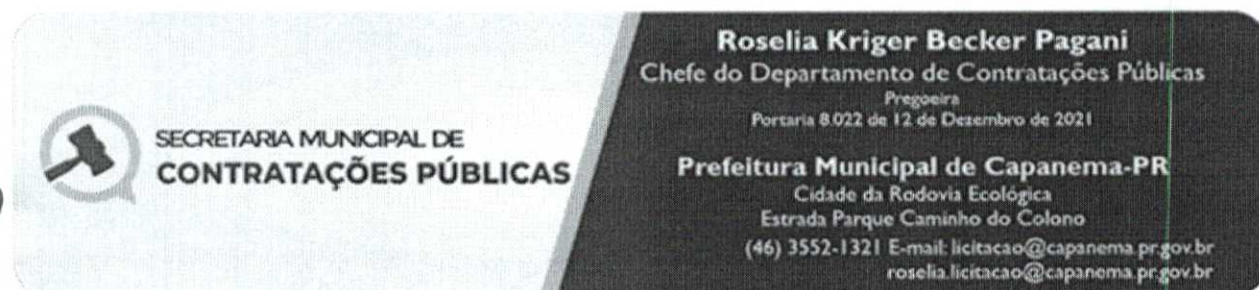 SECRETARIA MUNICIPAL DE
CONTRATAÇÕES PÚBLICAS
Roselia Kriger Becker Pagani
Chefe do Departamento de Contratações Públicas
Pregoeira
Portaria 8.022 de 12 de Dezembro de 2021
Prefeitura Municipal de Capanema-PR
Cidade da Rodovia Ecológica
Estrada Parque Caminho do Colono
(46) 3552-1321 E-mail: licitacao@capanema.pr.gov.br
roselia.licitacao@capanema.pr.gov.br